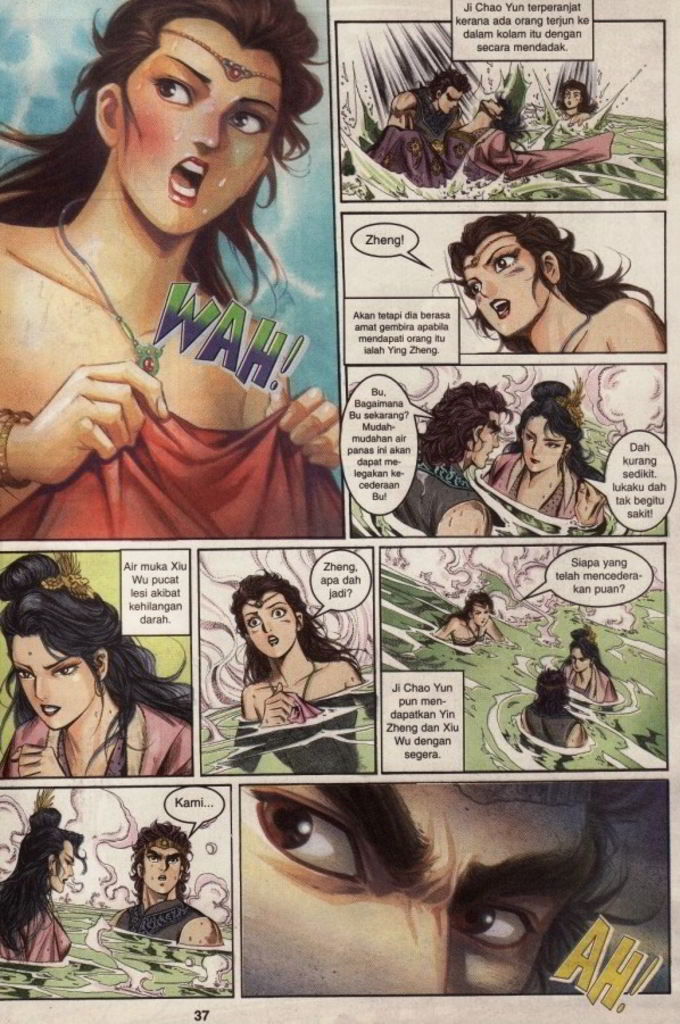 Ji Chao Yun terperanjat
kerana ada orang terjun ke
dalam kolam itu dengan
secara mendadak.
WAH!
Zheng!
Akan tetapi dia berasa
amat gembira apabila
mendapati orang itu
ialah Ying Zheng.
Bu,
Bagaimana
Bu sekarang?
Mudah-
mudahan air
panas ini akan
dapat me-
legakan ke-
cederaan
Bu!
Dah
kurang
sedikit.
lukaku dah
tak begitu
sakit!
Air muka Xiu
Wu pucat
lesi akibat
kehilangan
darah.
Zheng,
apa dah
jadi?
Siapa yang
telah mencedera-
kan puan?
Ji Chao Yun
pun men-
dapatkan Yin
Zheng dan Xiu
Wu dengan
segera.
Kami...
AH!
37